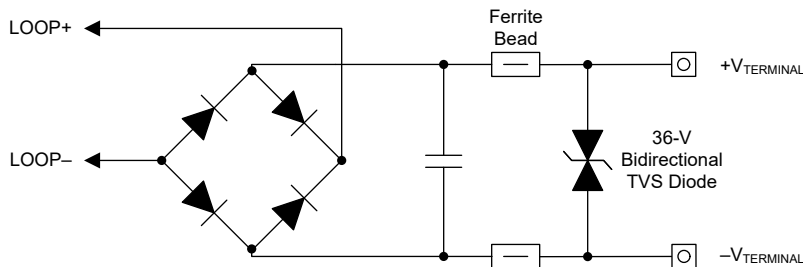 LOOP+
Ferrite
Bead
+VTERMINAL
LOOP–
36-V
Bidirectional
TVS Diode
–VTERMINAL